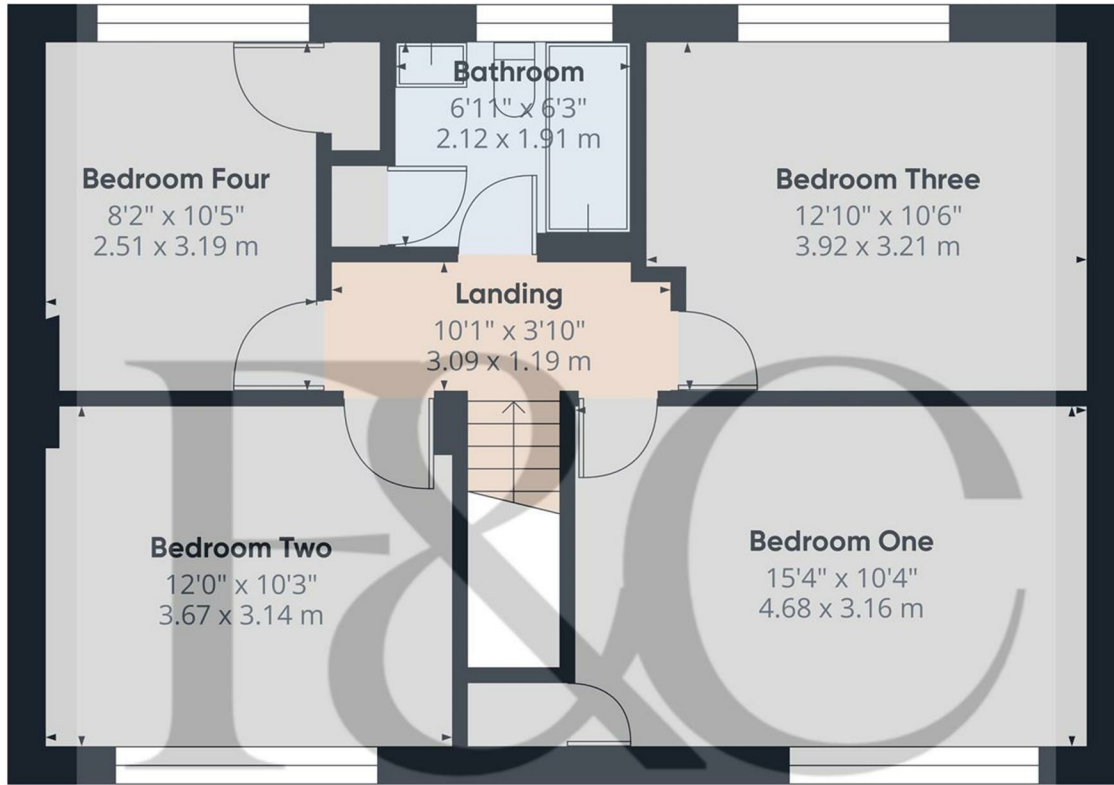 Bathroom
6'11" x 6'3"
2.12 x 1.91 m
Bedroom Four
8'2" x 10'5"
2.51 x 3.19 m
Bedroom Three
12'10" x 10'6"
3.92 x 3.21 m
Landing
10'1" x 3'10"
3.09 x 1.19 m
Bedroom Two
12'0" x 10'3"
3.67 x 3.14 m
Bedroom One
15'4" x 10'4"
4.68 x 3.16 m
F&C